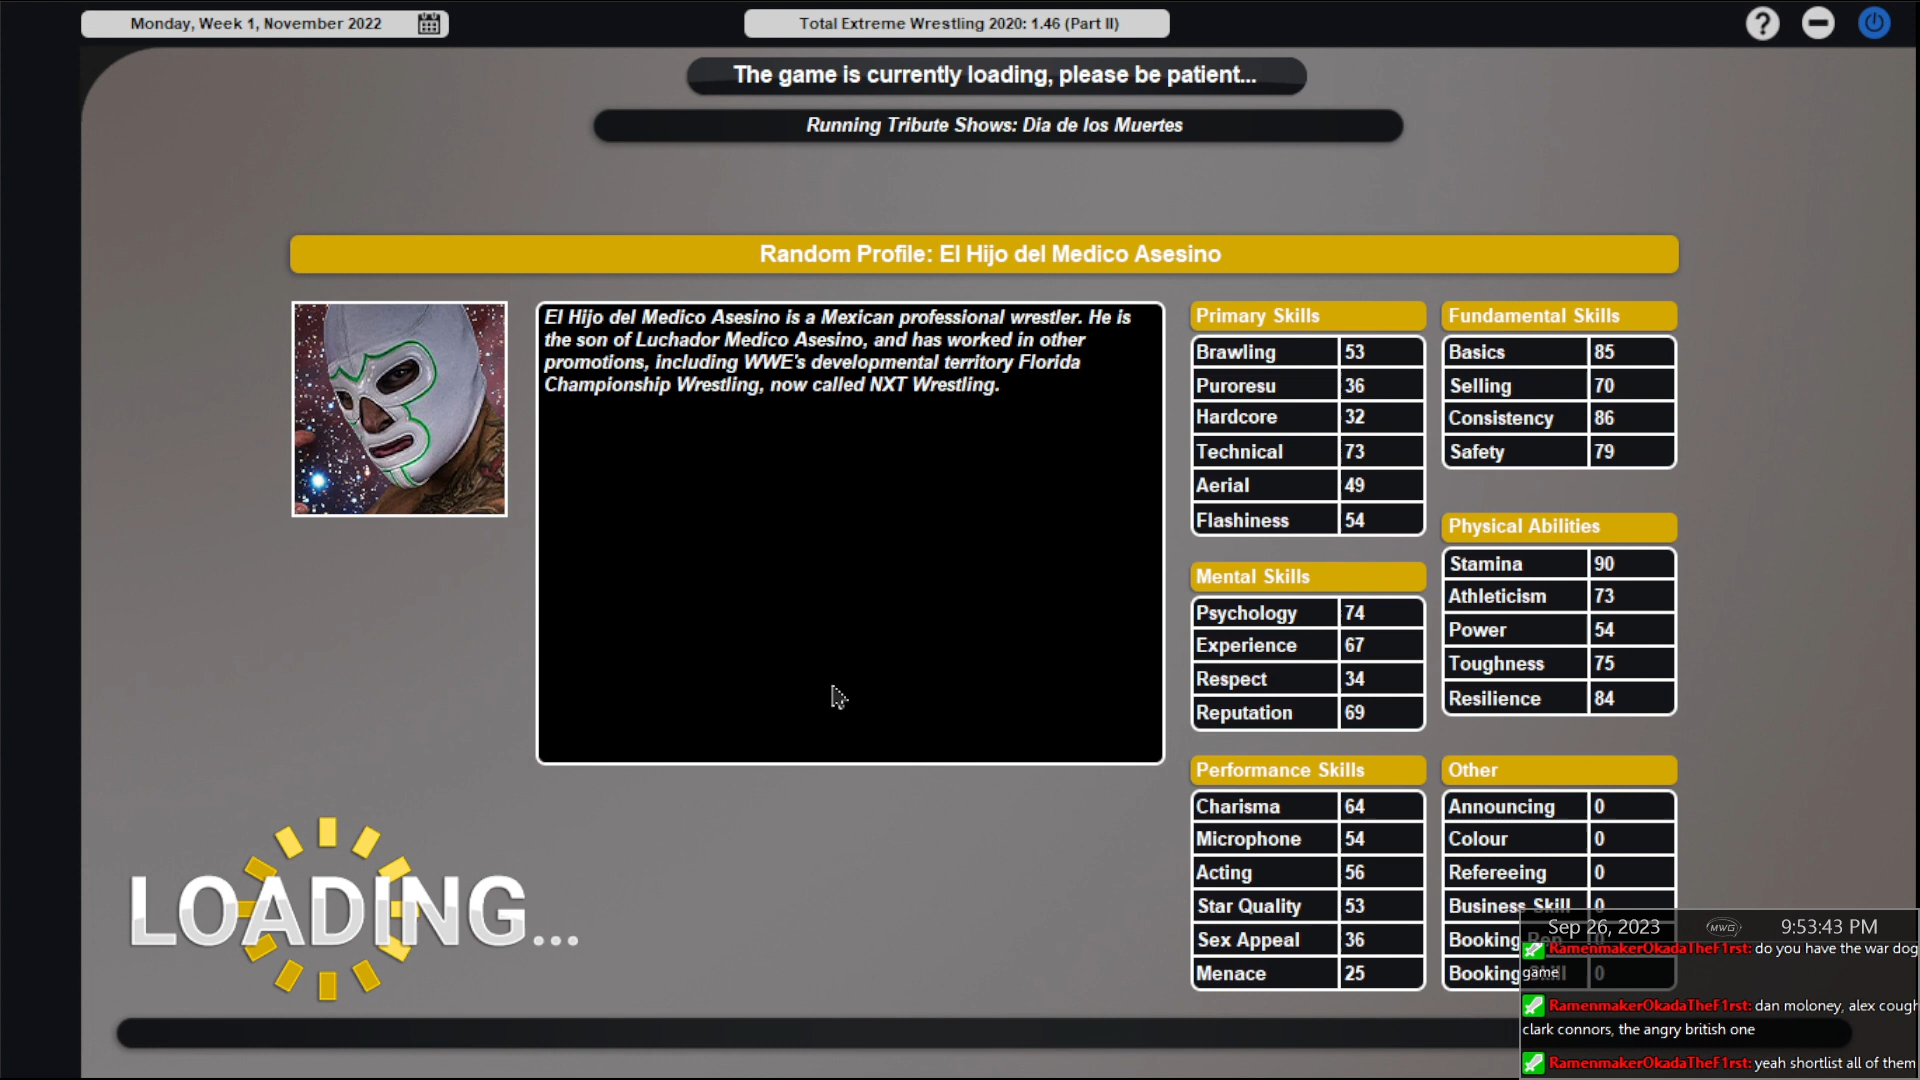 Monday, Week 1, November 2022
Total Extreme Wrestling 2020: 1.46 (Part II)
?
The game is currently loading, please be patient...
Running Tribute Shows: Dia de los Muertes
Random Profile: El Hijo del Medico Asesino
El Hijo del Medico Asesino is a Mexican professional wrestler. He is
the son of Luchador Medico Asesino, and has worked in other
promotions, including WWE's developmental territory Florida
Championship Wrestling, now called NXT Wrestling.
Primary Skills
Brawling 53
Puroresu 36
Hardcore 32
Technical 73
Aerial 49
Flashiness 54
Mental Skills
Psychology 74
Experience 67
Respect 34
Reputation 69
Performance Skills
Charisma 64
Microphone 54
Acting 56
Star Quality 53
Sex Appeal 36
Menace 25
Fundamental Skills
Basics 85
Selling 70
Consistency 86
Safety 79
Physical Abilities
Stamina 90
Athleticism 73
Power 54
Toughness 75
Resilience 84
Other
Announcing 0
Colour 0
Refereeing 0
Business Skill 0
Booking Rep 0
Booking Skill 0
LOADING...
Sep 26, 2023 MWG 9:53:43 PM
RamenmakerOkadaTheF1rst: do you have the war dog
game
RamenmakerOkadaTheF1rst: dan moloney, alex cough
clark connors, the angry british one
RamenmakerOkadaTheF1rst: yeah shortlist all of them